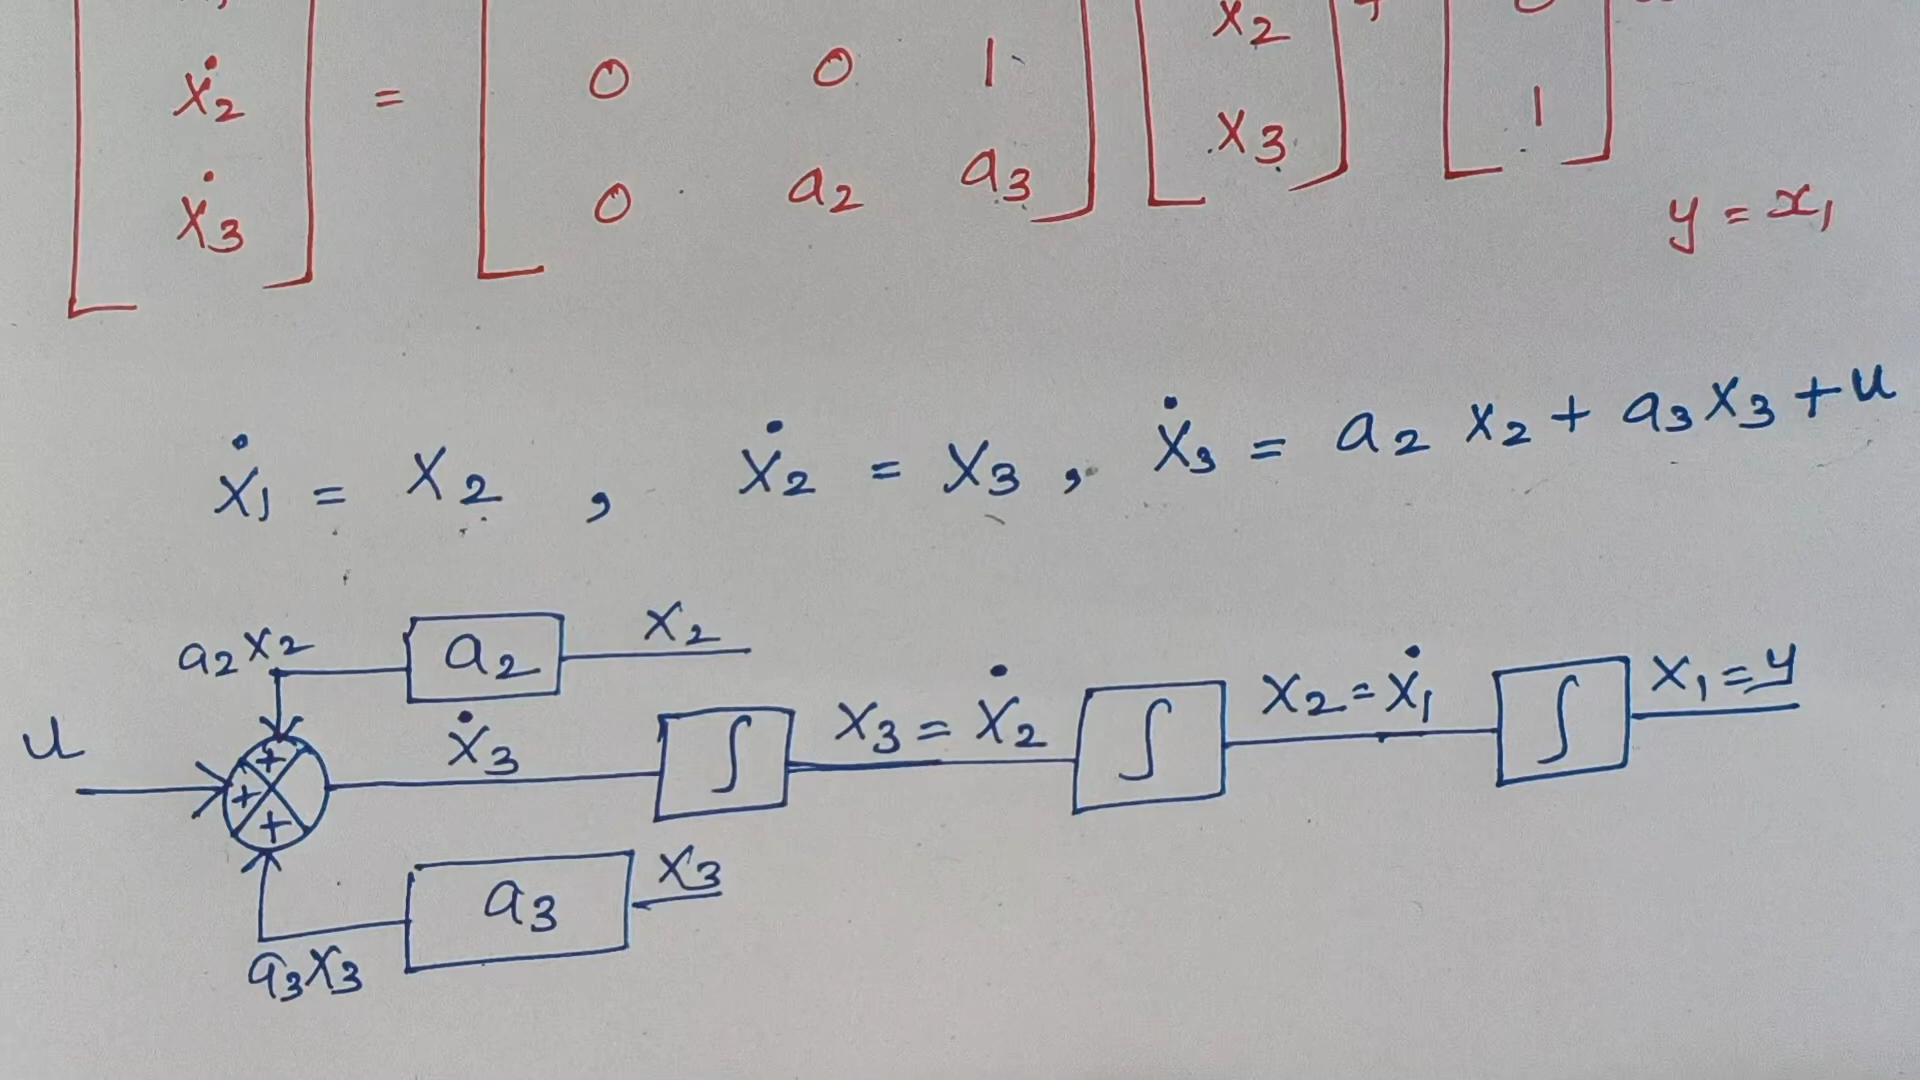 x2
ẋ2 = 0 0 1 x3 1
ẋ3 0 a2 a3
y = x1
ẋ1 = x2 , ẋ2 = x3 , ẋ3 = a2 x2 + a3 x3 + u
a2x2 a2 x2
u + + + ẋ3 ∫ x3 = ẋ2 ∫ x2 = ẋ1 ∫ x1 = y
a3 x3
a3x3